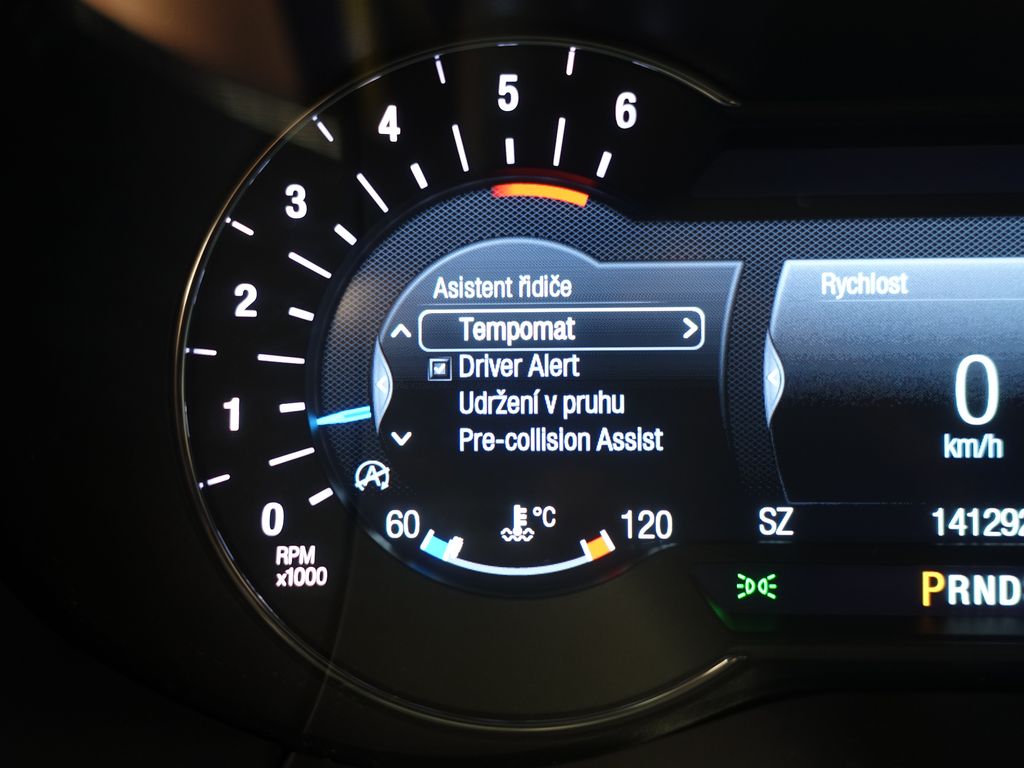 6
5
4
3
2
1
0
RPM
x1000
Asistent řidiče
Tempomat
Driver Alert
Udržení v pruhu
Pre-collision Assist
60 °C 120
Rychlost
0
km/h
SZ 141292
PRND